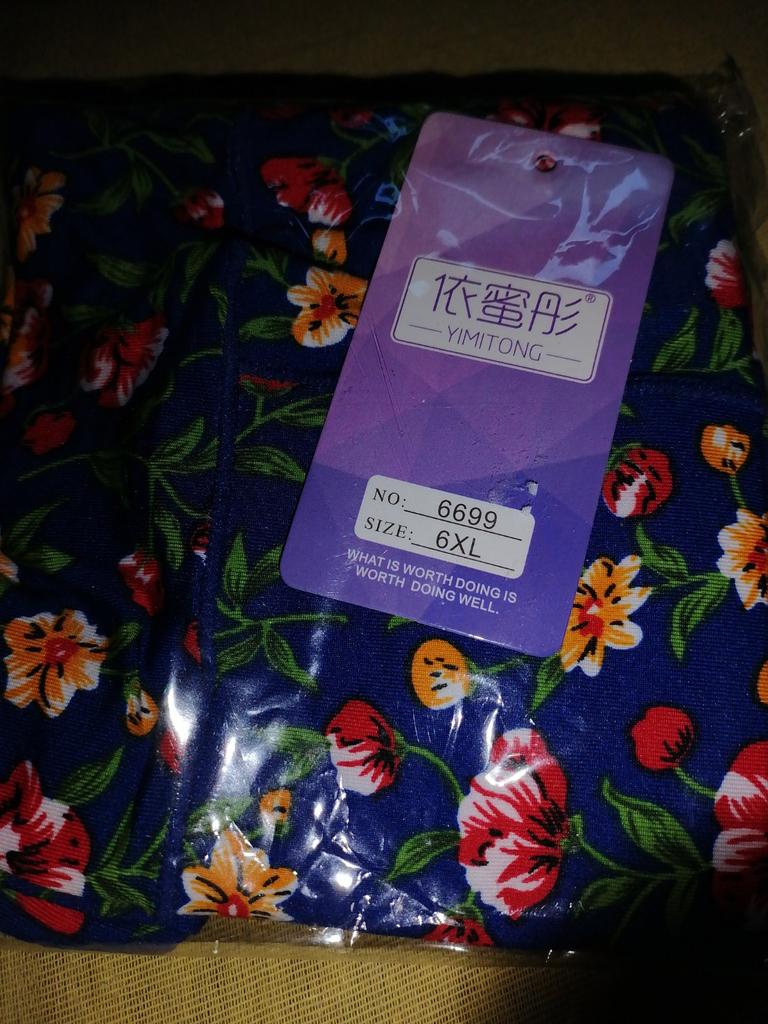 依蜜彤®
YIMITONG
NO: 6699
SIZE: 6XL
WHAT IS WORTH DOING IS
WORTH DOING WELL.